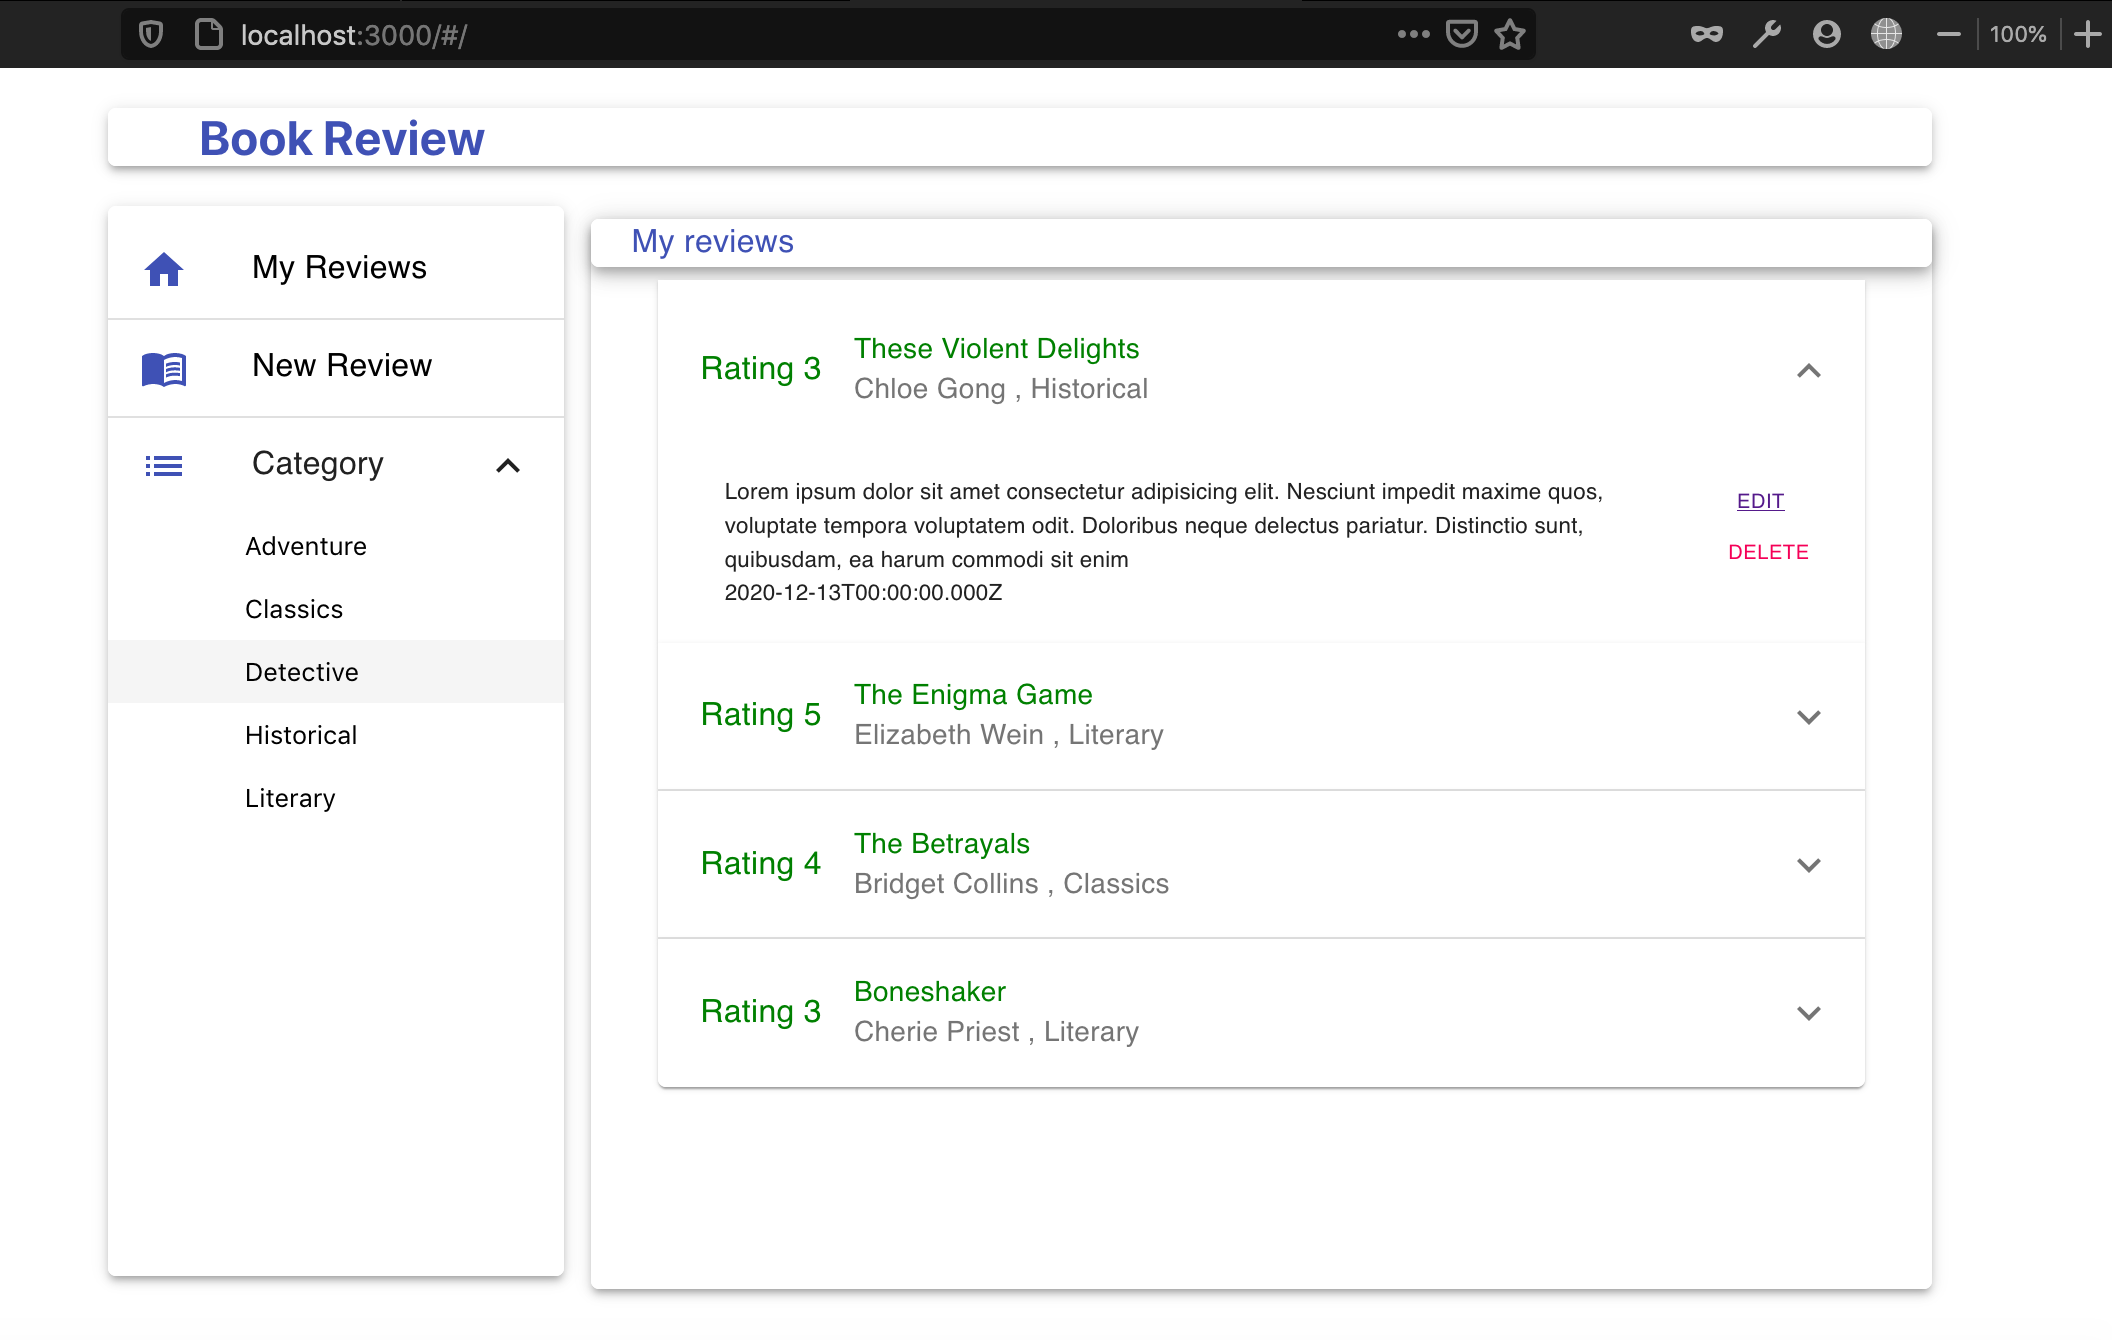 localhost:3000/#/
100%
Book Review
My Reviews
New Review
Category
Adventure
Classics
Detective
Historical
Literary
My reviews
Rating 3
These Violent Delights
Chloe Gong , Historical
Lorem ipsum dolor sit amet consectetur adipisicing elit. Nesciunt impedit maxime quos,
voluptate tempora voluptatem odit. Doloribus neque delectus pariatur. Distinctio sunt,
quibusdam, ea harum commodi sit enim
2020-12-13T00:00:00.000Z
EDIT
DELETE
Rating 5
The Enigma Game
Elizabeth Wein , Literary
Rating 4
The Betrayals
Bridget Collins , Classics
Rating 3
Boneshaker
Cherie Priest , Literary